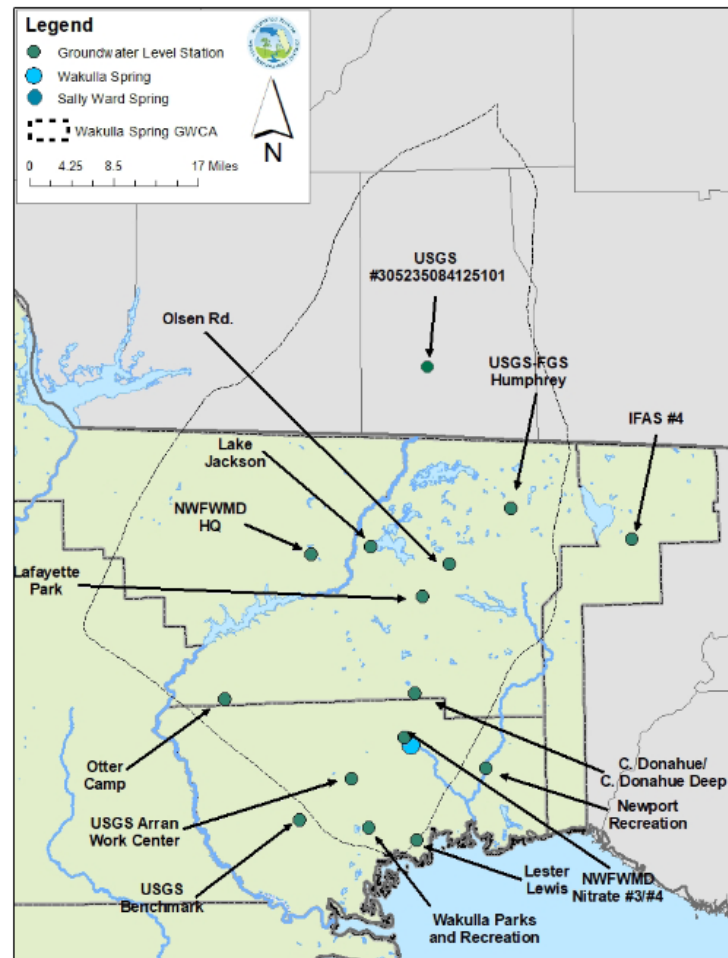 Legend
Groundwater Level Station
Wakulla Spring
Sally Ward Spring
Wakulla Spring GWCA
0 4.25 8.5 17 Miles
N
USGS
#305235084125101
Olsen Rd.
USGS-FGS
Humphrey
IFAS #4
Lake
Jackson
NWFWMD
HQ
Lafayette
Park
Otter
Camp
C. Donahue/
C. Donahue Deep
Newport
Recreation
USGS Arran
Work Center
USGS
Benchmark
Lester
Lewis
NWFWMD
Nitrate #3/#4
Wakulla Parks
and Recreation